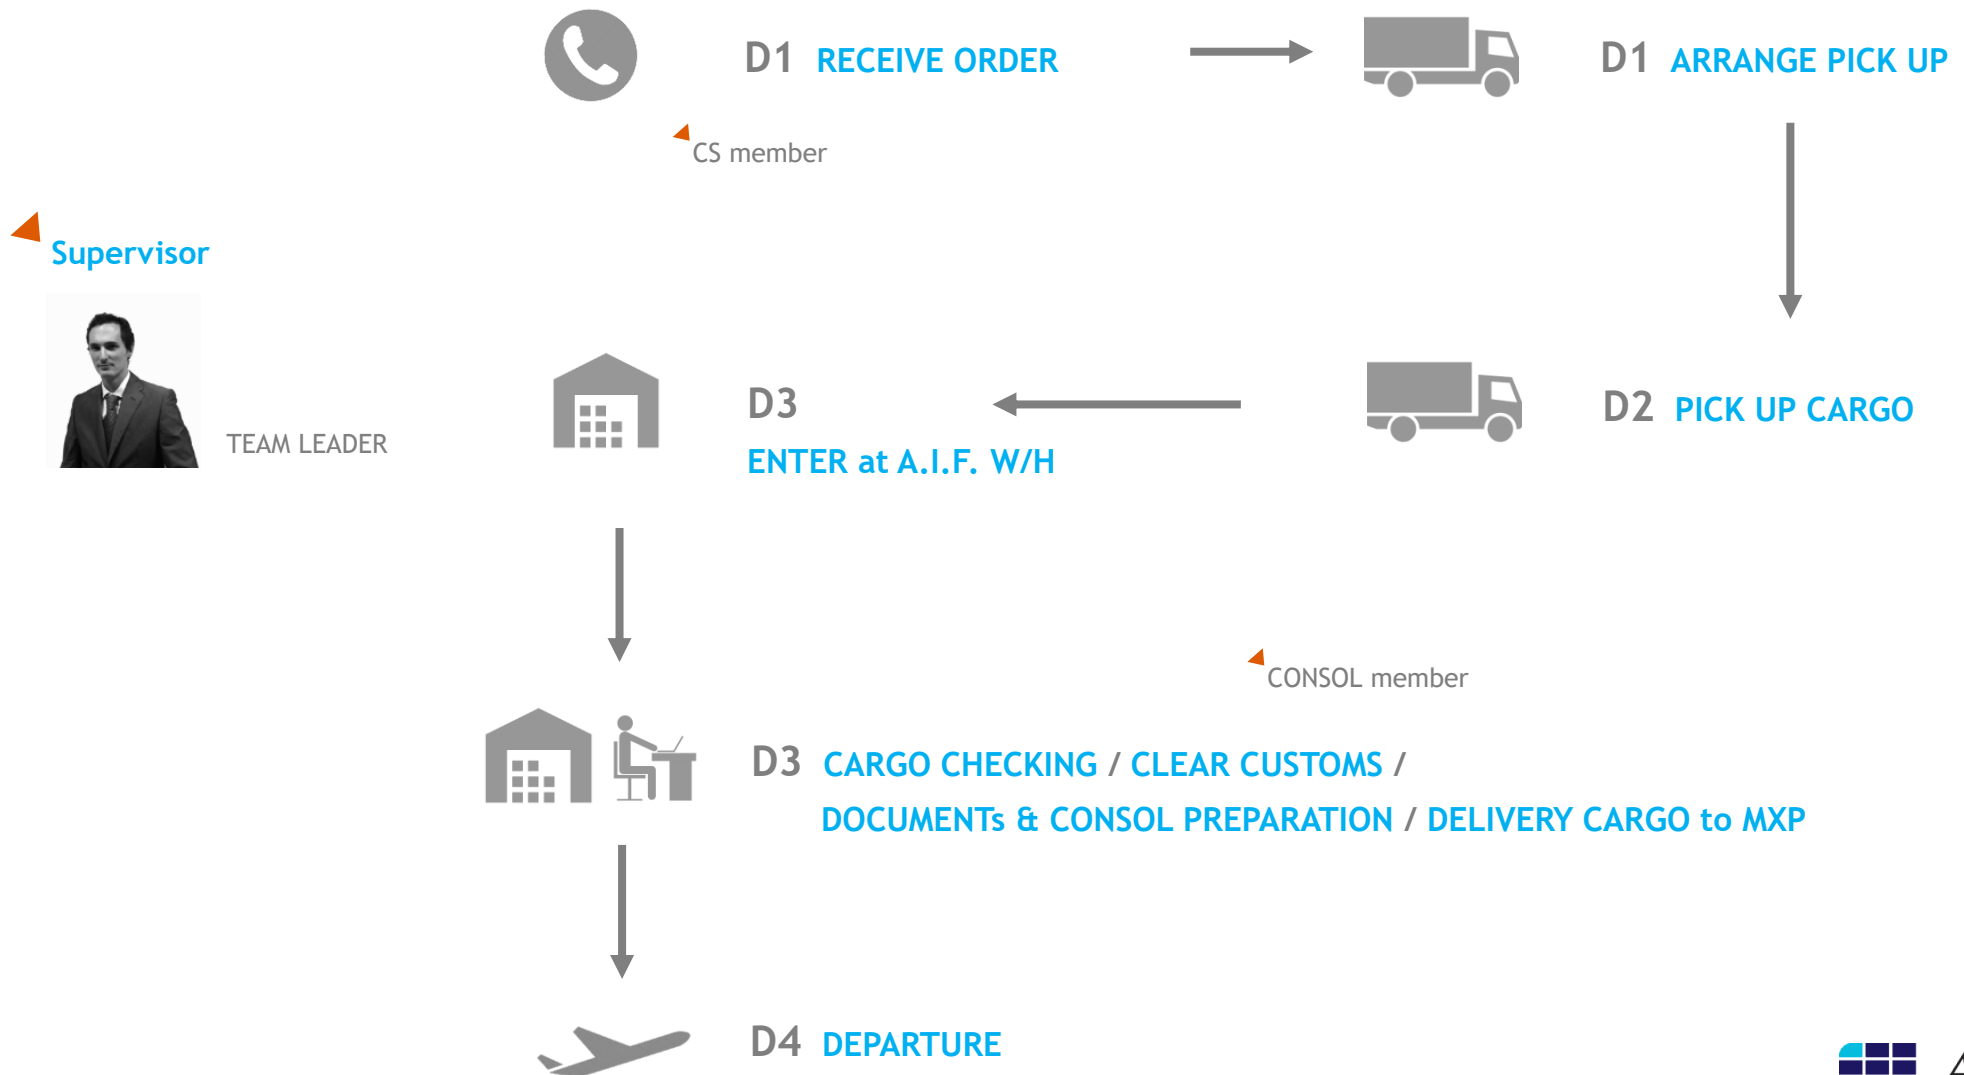 D1 RECEIVE ORDER
D1 ARRANGE PICK UP
CS member
Supervisor
TEAM LEADER
D3
ENTER at A.I.F. W/H
D2 PICK UP CARGO
CONSOL member
D3 CARGO CHECKING / CLEAR CUSTOMS /
DOCUMENTs & CONSOL PREPARATION / DELIVERY CARGO to MXP
D4 DEPARTURE